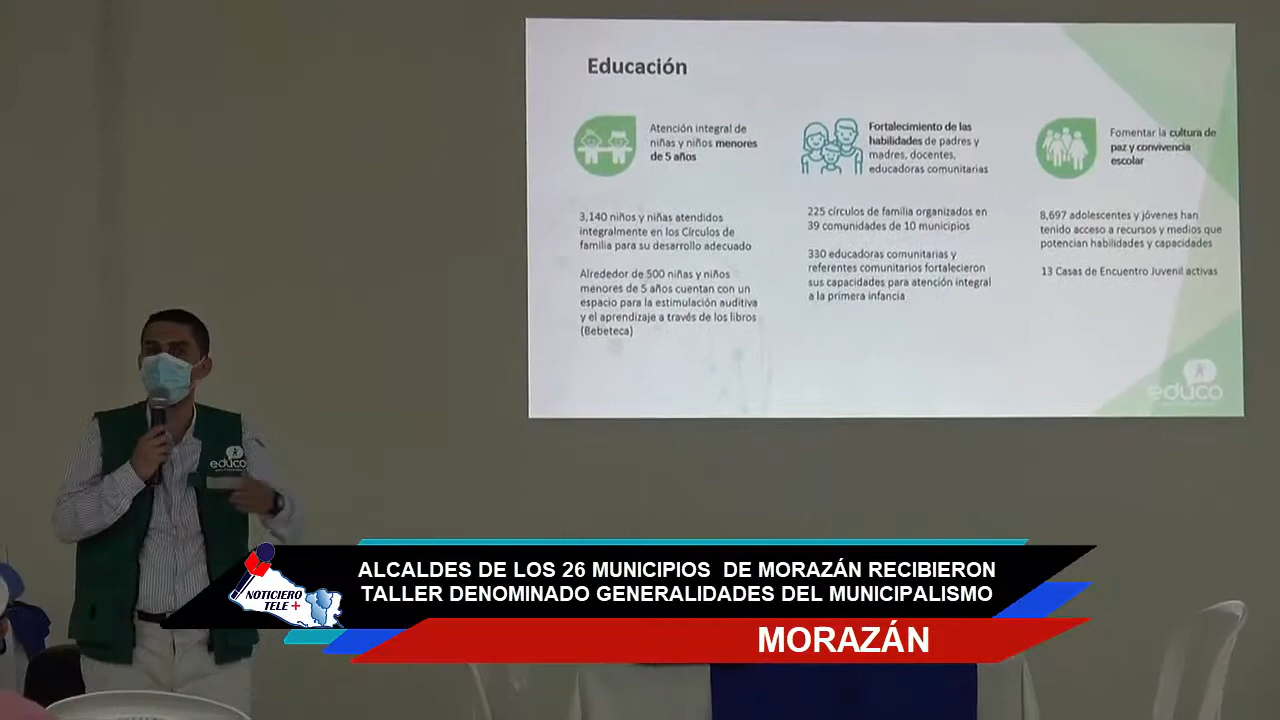 Educación
Atención integral de
niñas y niños menores
de 5 años
3,140 niños y niñas atendidos
integralmente en los Círculos de
familia para su desarrollo adecuado
Alrededor de 500 niñas y niños
menores de 5 años cuentan con un
espacio para la estimulación auditiva
y el aprendizaje a través de los libros
(Bebeteca)
Fortalecimiento de las
habilidades de padres y
madres, docentes,
educadoras comunitarias
225 círculos de familia organizados en
39 comunidades de 10 municipios
330 educadoras comunitarias y
referentes comunitarios fortalecieron
sus capacidades para atención integral
a la primera infancia
Fomentar la cultura de
paz y convivencia
escolar
8,697 adolescentes y jóvenes han
tenido acceso a recursos y medios que
potencian habilidades y capacidades
13 Casas de Encuentro Juvenil activas
educo
educo
NOTICIERO
TELE+
ALCALDES DE LOS 26 MUNICIPIOS DE MORAZÁN RECIBIERON
TALLER DENOMINADO GENERALIDADES DEL MUNICIPALISMO
MORAZÁN